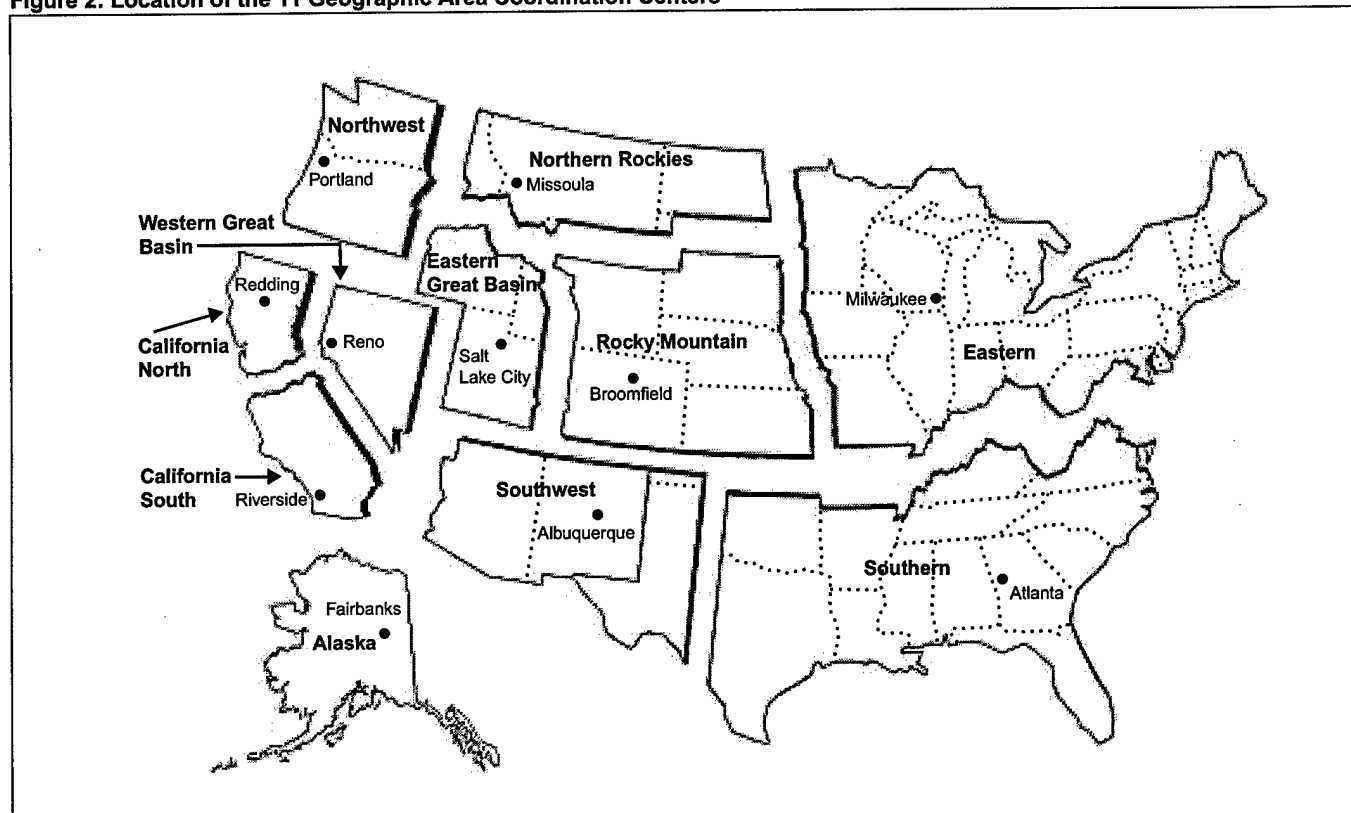 Figure 2: Location of the 11 Geographic Area Coordination Centers
Northwest
Portland
Northern Rockies
Missoula
Western Great
Basin
Eastern
Great Basin
Redding
California
North
Reno
Salt
Lake City
Rocky Mountain
Broomfield
Milwaukee
Eastern
California
South
Riverside
Southwest
Albuquerque
Southern
Atlanta
Fairbanks
Alaska